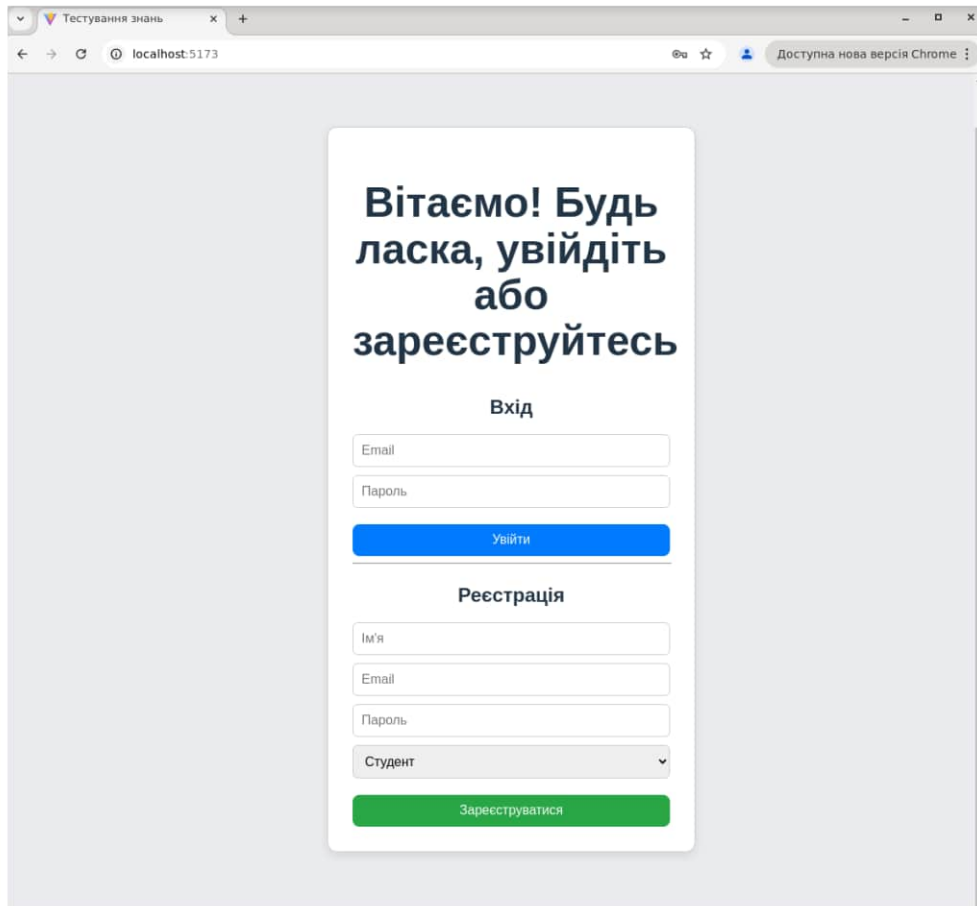 Тестування знань
localhost:5173
Доступна нова версія Chrome
Вітаємо! Будь
ласка, увійдіть
або
зареєструйтесь
Вхід
Email
Пароль
Увійти
Реєстрація
Ім'я
Email
Пароль
Студент
Зареєструватися